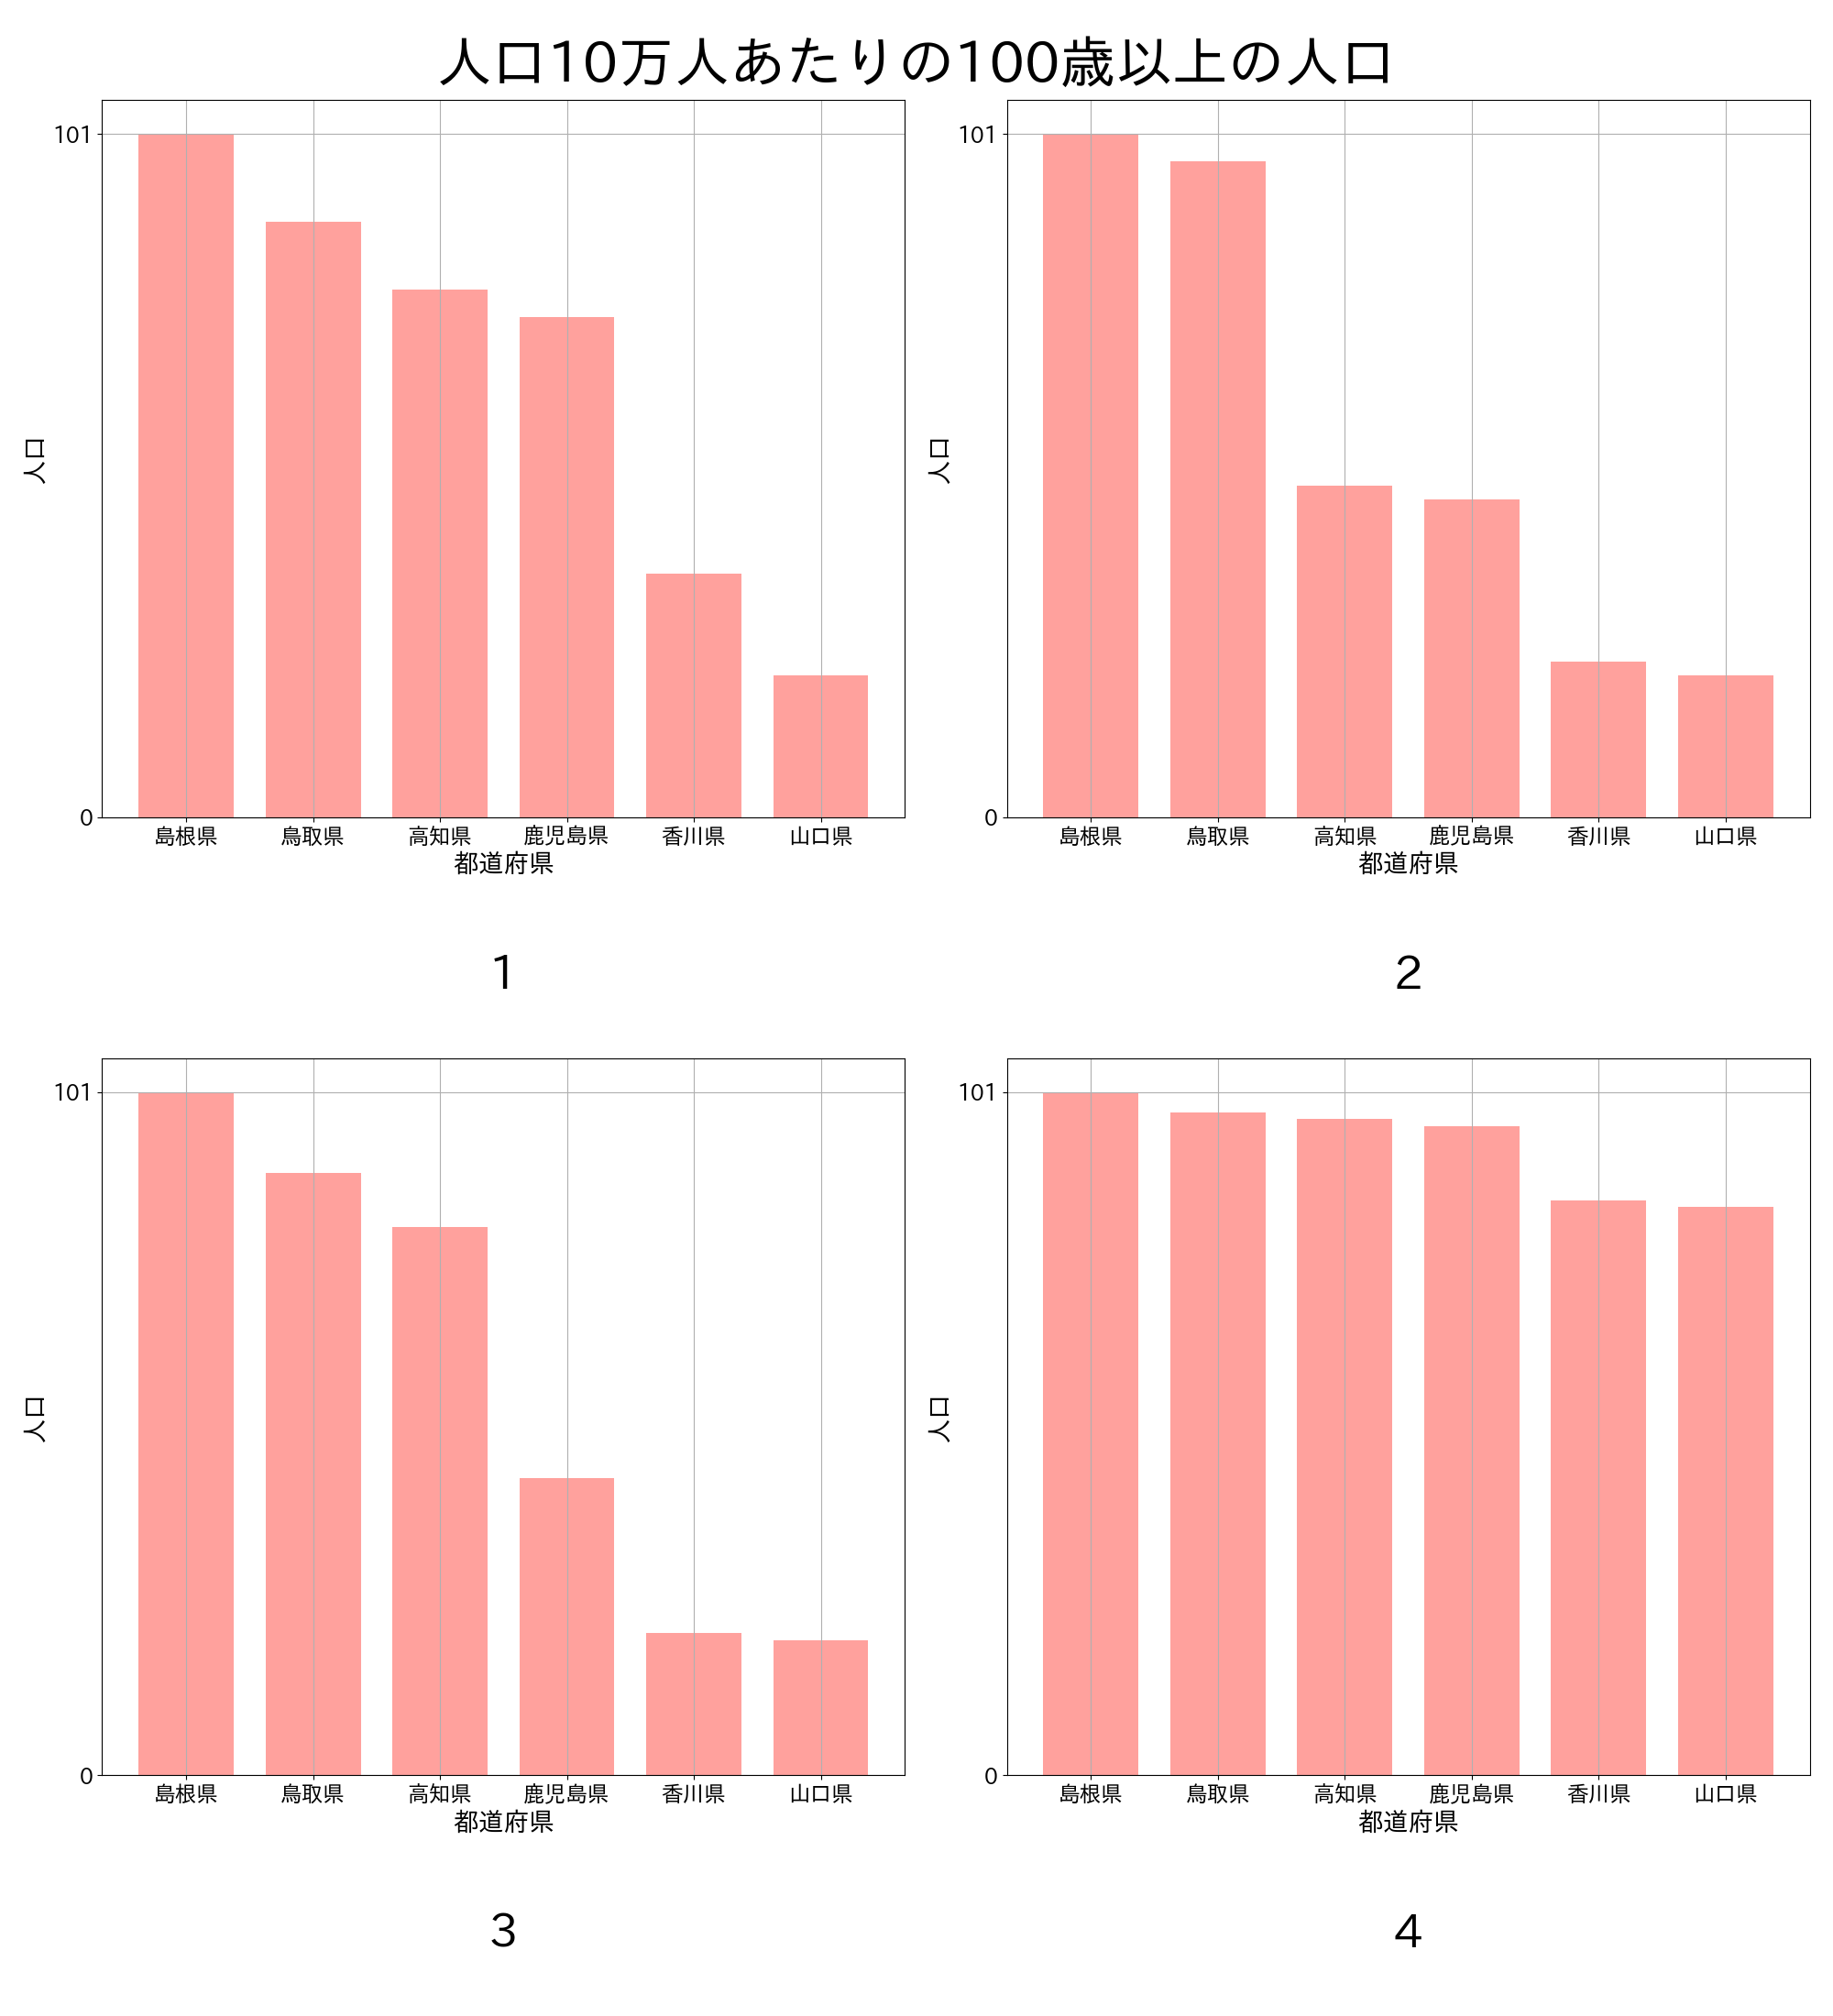 人口10万人あたりの100歳以上の人口
101
人口
0
島根県 鳥取県 高知県 鹿児島県 香川県 山口県
都道府県
1
101
人口
0
島根県 鳥取県 高知県 鹿児島県 香川県 山口県
都道府県
2
101
人口
0
島根県 鳥取県 高知県 鹿児島県 香川県 山口県
都道府県
3
101
人口
0
島根県 鳥取県 高知県 鹿児島県 香川県 山口県
都道府県
4